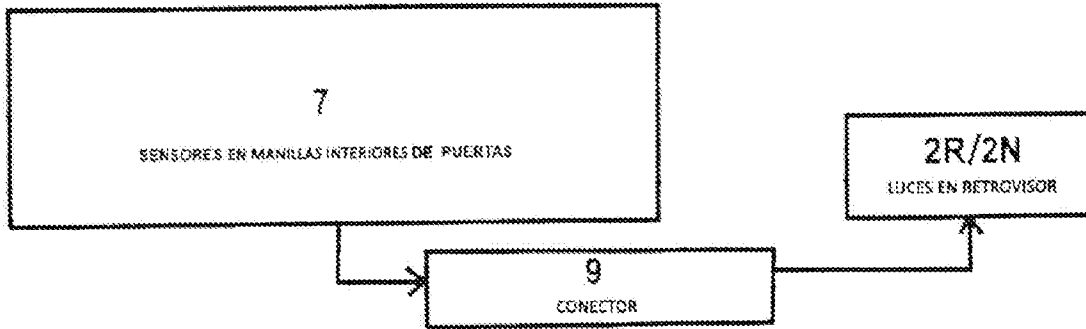 7
SENSORES EN MANILLAS INTERIORES DE PUERTAS
2R/2N
LUCES EN RETROVISOR
9
CONECTOR